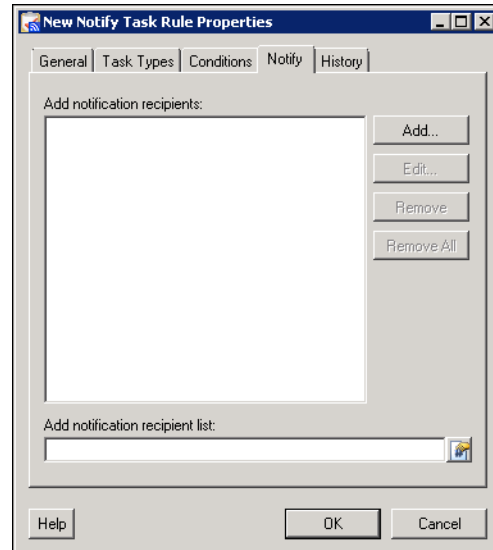 New Notify Task Rule Properties
General Task Types Conditions Notify History
Add notification recipients:
Add...
Edit...
Remove
Remove All
Add notification recipient list:
Help OK Cancel